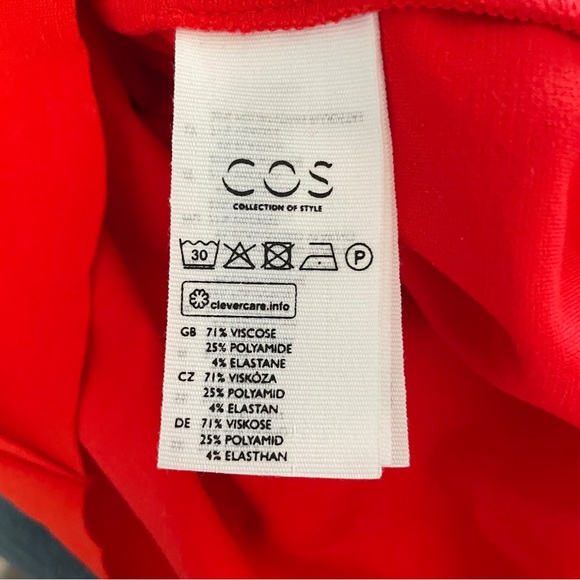 COS
COLLECTION OF STYLE
30 P
clevercare.info
GB 71% VISCOSE
25% POLYAMIDE
4% ELASTANE
CZ 71% VISKÓZA
25% POLYAMID
4% ELASTAN
DE 71% VISKOSE
25% POLYAMID
4% ELASTHAN